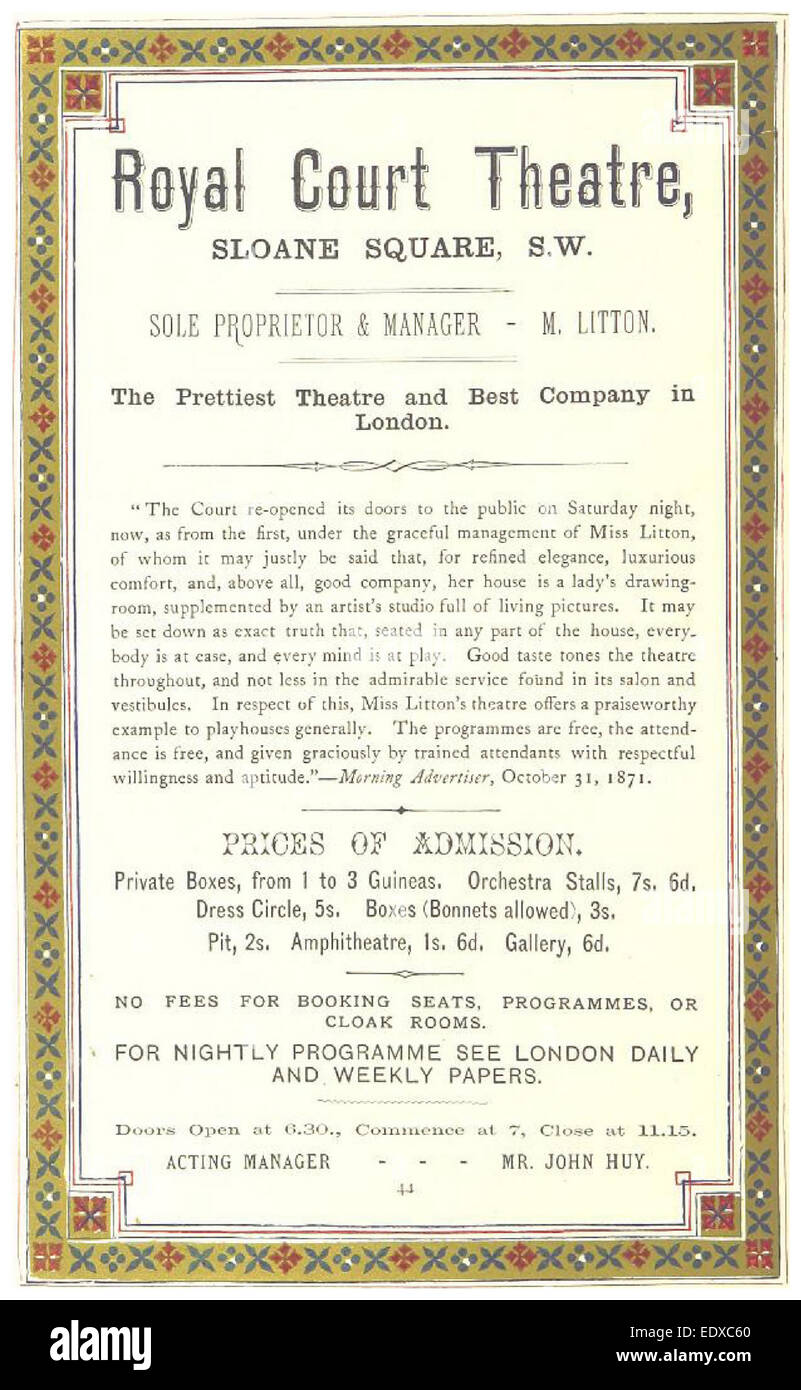 Royal Court Theatre,
SLOANE SQUARE, S.W.
SOLE PROPRIETOR & MANAGER - M. LITTON.
The Prettiest Theatre and Best Company in
London.
"The Court re-opened its doors to the public on Saturday night,
now, as from the first, under the graceful management of Miss Litton,
of whom it may justly be said that, for refined elegance, luxurious
comfort, and, above all, good company, her house is a lady's drawing-
room, supplemented by an artist's studio full of living pictures. It may
be set down as exact truth that, seated in any part of the house, every-
body is at ease, and every mind is at play. Good taste tones the theatre
throughout, and not less in the admirable service found in its salon and
vestibules. In respect of this, Miss Litton's theatre offers a praiseworthy
example to playhouses generally. The programmes are free, the attend-
ance is free, and given graciously by trained attendants with respectful
willingness and aptitude."—Morning Advertiser, October 31, 1871.
PRICES OF ADMISSION.
Private Boxes, from 1 to 3 Guineas. Orchestra Stalls, 7s. 6d.
Dress Circle, 5s. Boxes (Bonnets allowed), 3s.
Pit, 2s. Amphitheatre, 1s. 6d. Gallery, 6d.
NO FEES FOR BOOKING SEATS, PROGRAMMES, OR
CLOAK ROOMS.
FOR NIGHTLY PROGRAMME SEE LONDON DAILY
AND WEEKLY PAPERS.
Doors Open at 6.30., Commence at 7, Close at 11.15.
ACTING MANAGER - - - MR. JOHN HUY.
44
alamy
alamy
alamy
Image ID: EDXC60
www.alamy.com